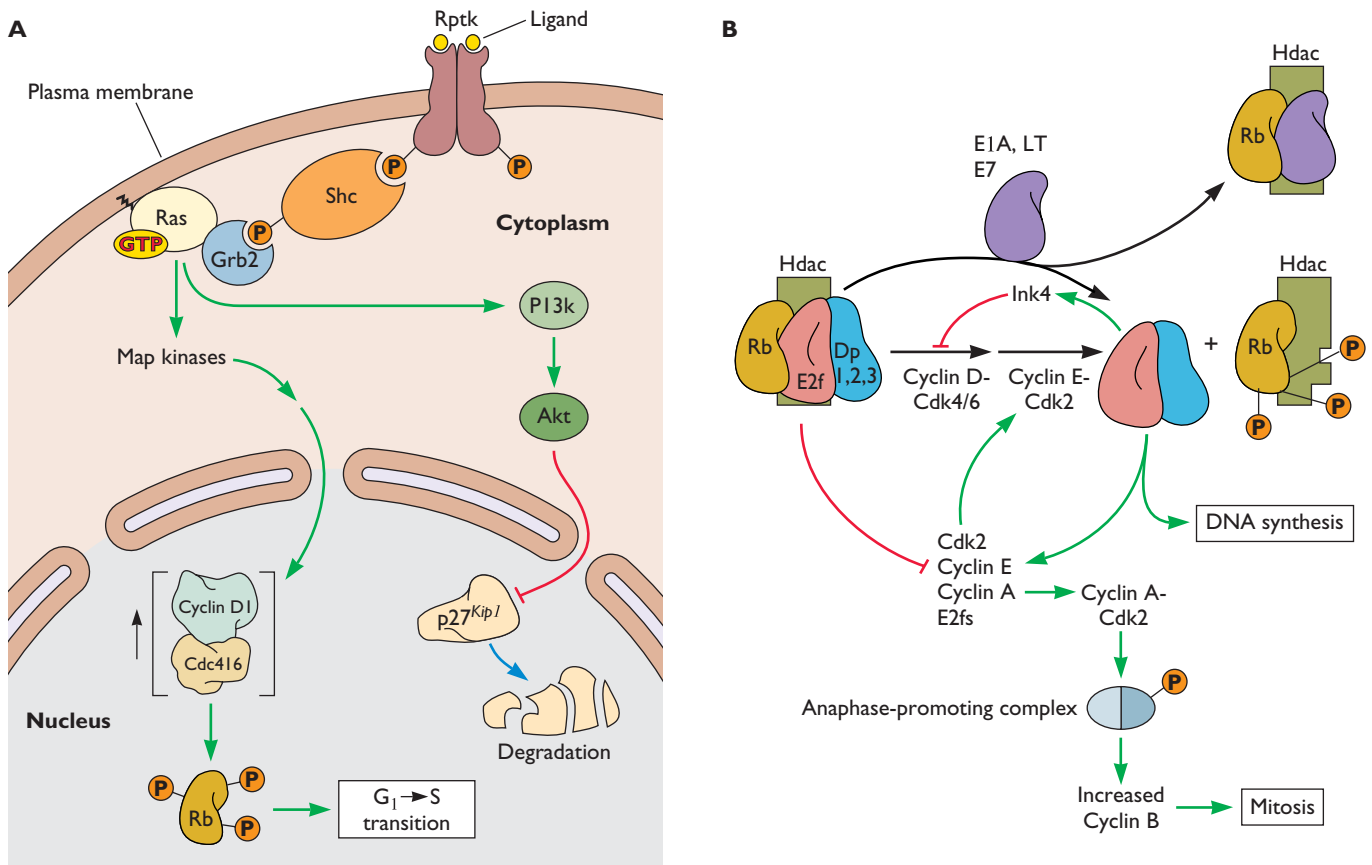 A
Rptk
Ligand
Plasma membrane
P
P
Shc
Ras
P
GTP
Grb2
Cytoplasm
P13k
Map kinases
Akt
Cyclin D1
Cdc416
p27Kip1
Nucleus
Degradation
P
P
Rb
P
G1 → S
transition
B
Hdac
Rb
E1A, LT
E7
Hdac
Rb
E2f
Dp
1,2,3
Ink4
Cyclin D-
Cdk4/6
Cyclin E-
Cdk2
+
Hdac
Rb
P
P
P
DNA synthesis
Cdk2
Cyclin E
Cyclin A
E2fs
Cyclin A-
Cdk2
P
Anaphase-promoting complex
Increased
Cyclin B
Mitosis